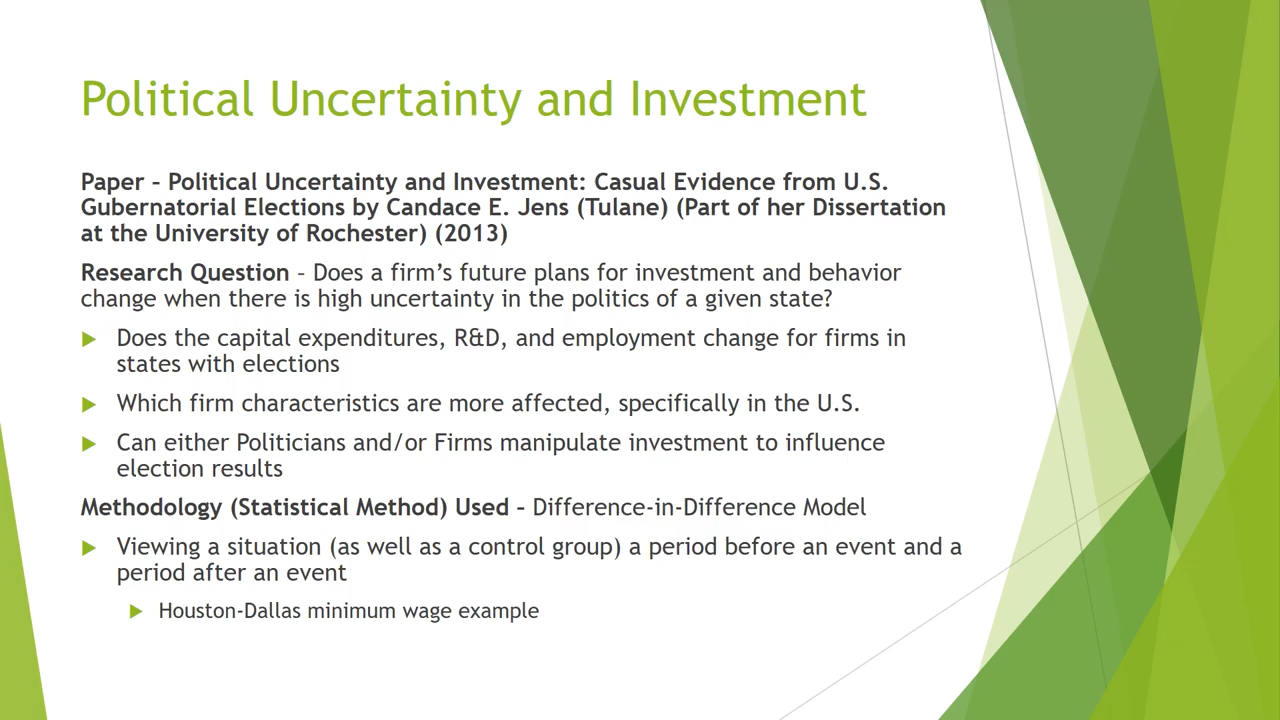 Political Uncertainty and Investment
Paper – Political Uncertainty and Investment: Casual Evidence from U.S.
Gubernatorial Elections by Candace E. Jens (Tulane) (Part of her Dissertation
at the University of Rochester) (2013)
Research Question – Does a firm's future plans for investment and behavior
change when there is high uncertainty in the politics of a given state?
Does the capital expenditures, R&D, and employment change for firms in
states with elections
Which firm characteristics are more affected, specifically in the U.S.
Can either Politicians and/or Firms manipulate investment to influence
election results
Methodology (Statistical Method) Used – Difference-in-Difference Model
Viewing a situation (as well as a control group) a period before an event and a
period after an event
Houston-Dallas minimum wage example